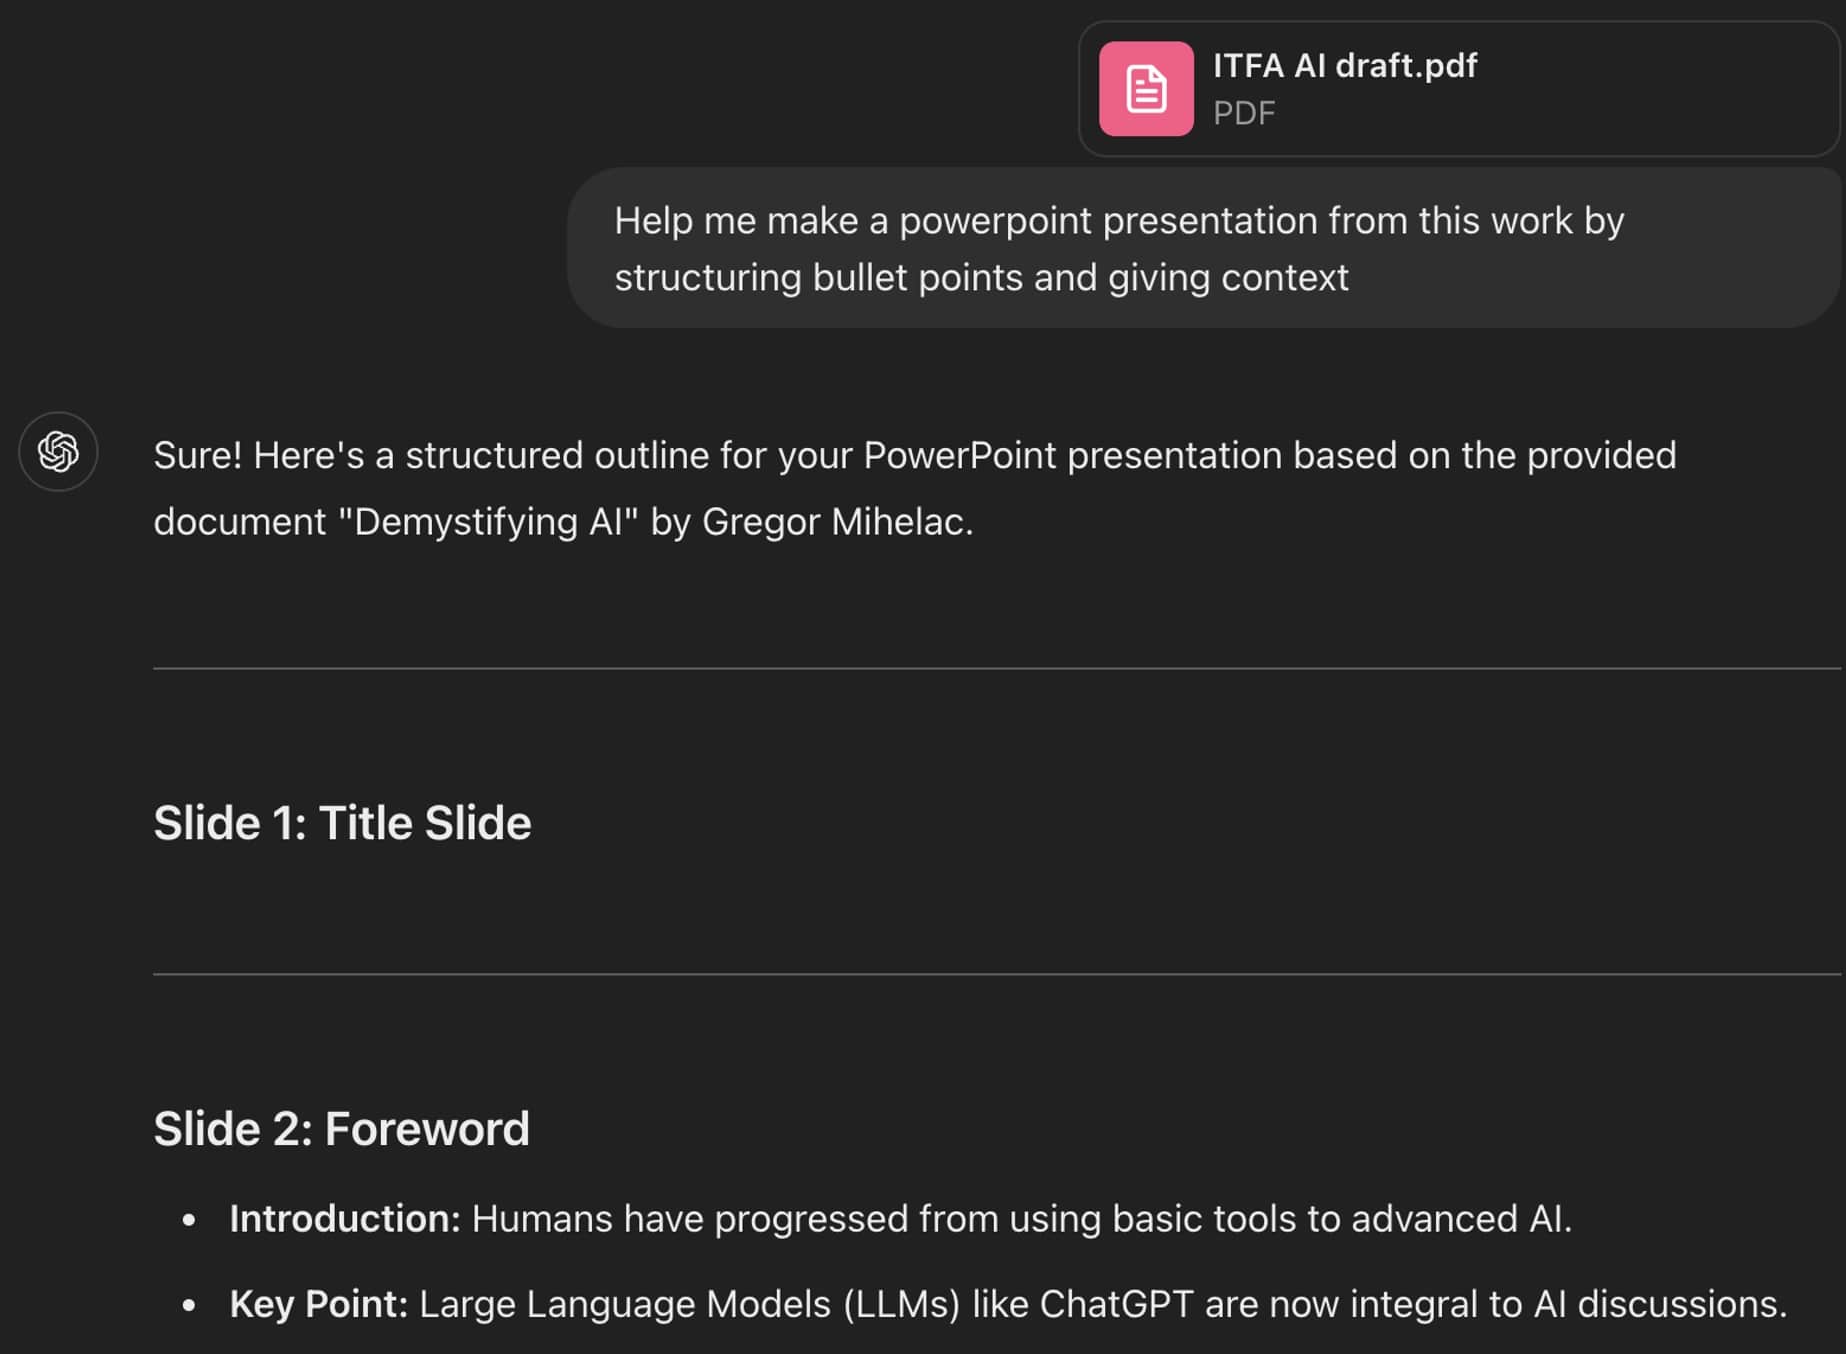 ITFA AI draft.pdf
PDF
Help me make a powerpoint presentation from this work by
structuring bullet points and giving context
Sure! Here's a structured outline for your PowerPoint presentation based on the provided
document "Demystifying AI" by Gregor Mihelac.
Slide 1: Title Slide
Slide 2: Foreword
• Introduction: Humans have progressed from using basic tools to advanced AI.
• Key Point: Large Language Models (LLMs) like ChatGPT are now integral to AI discussions.